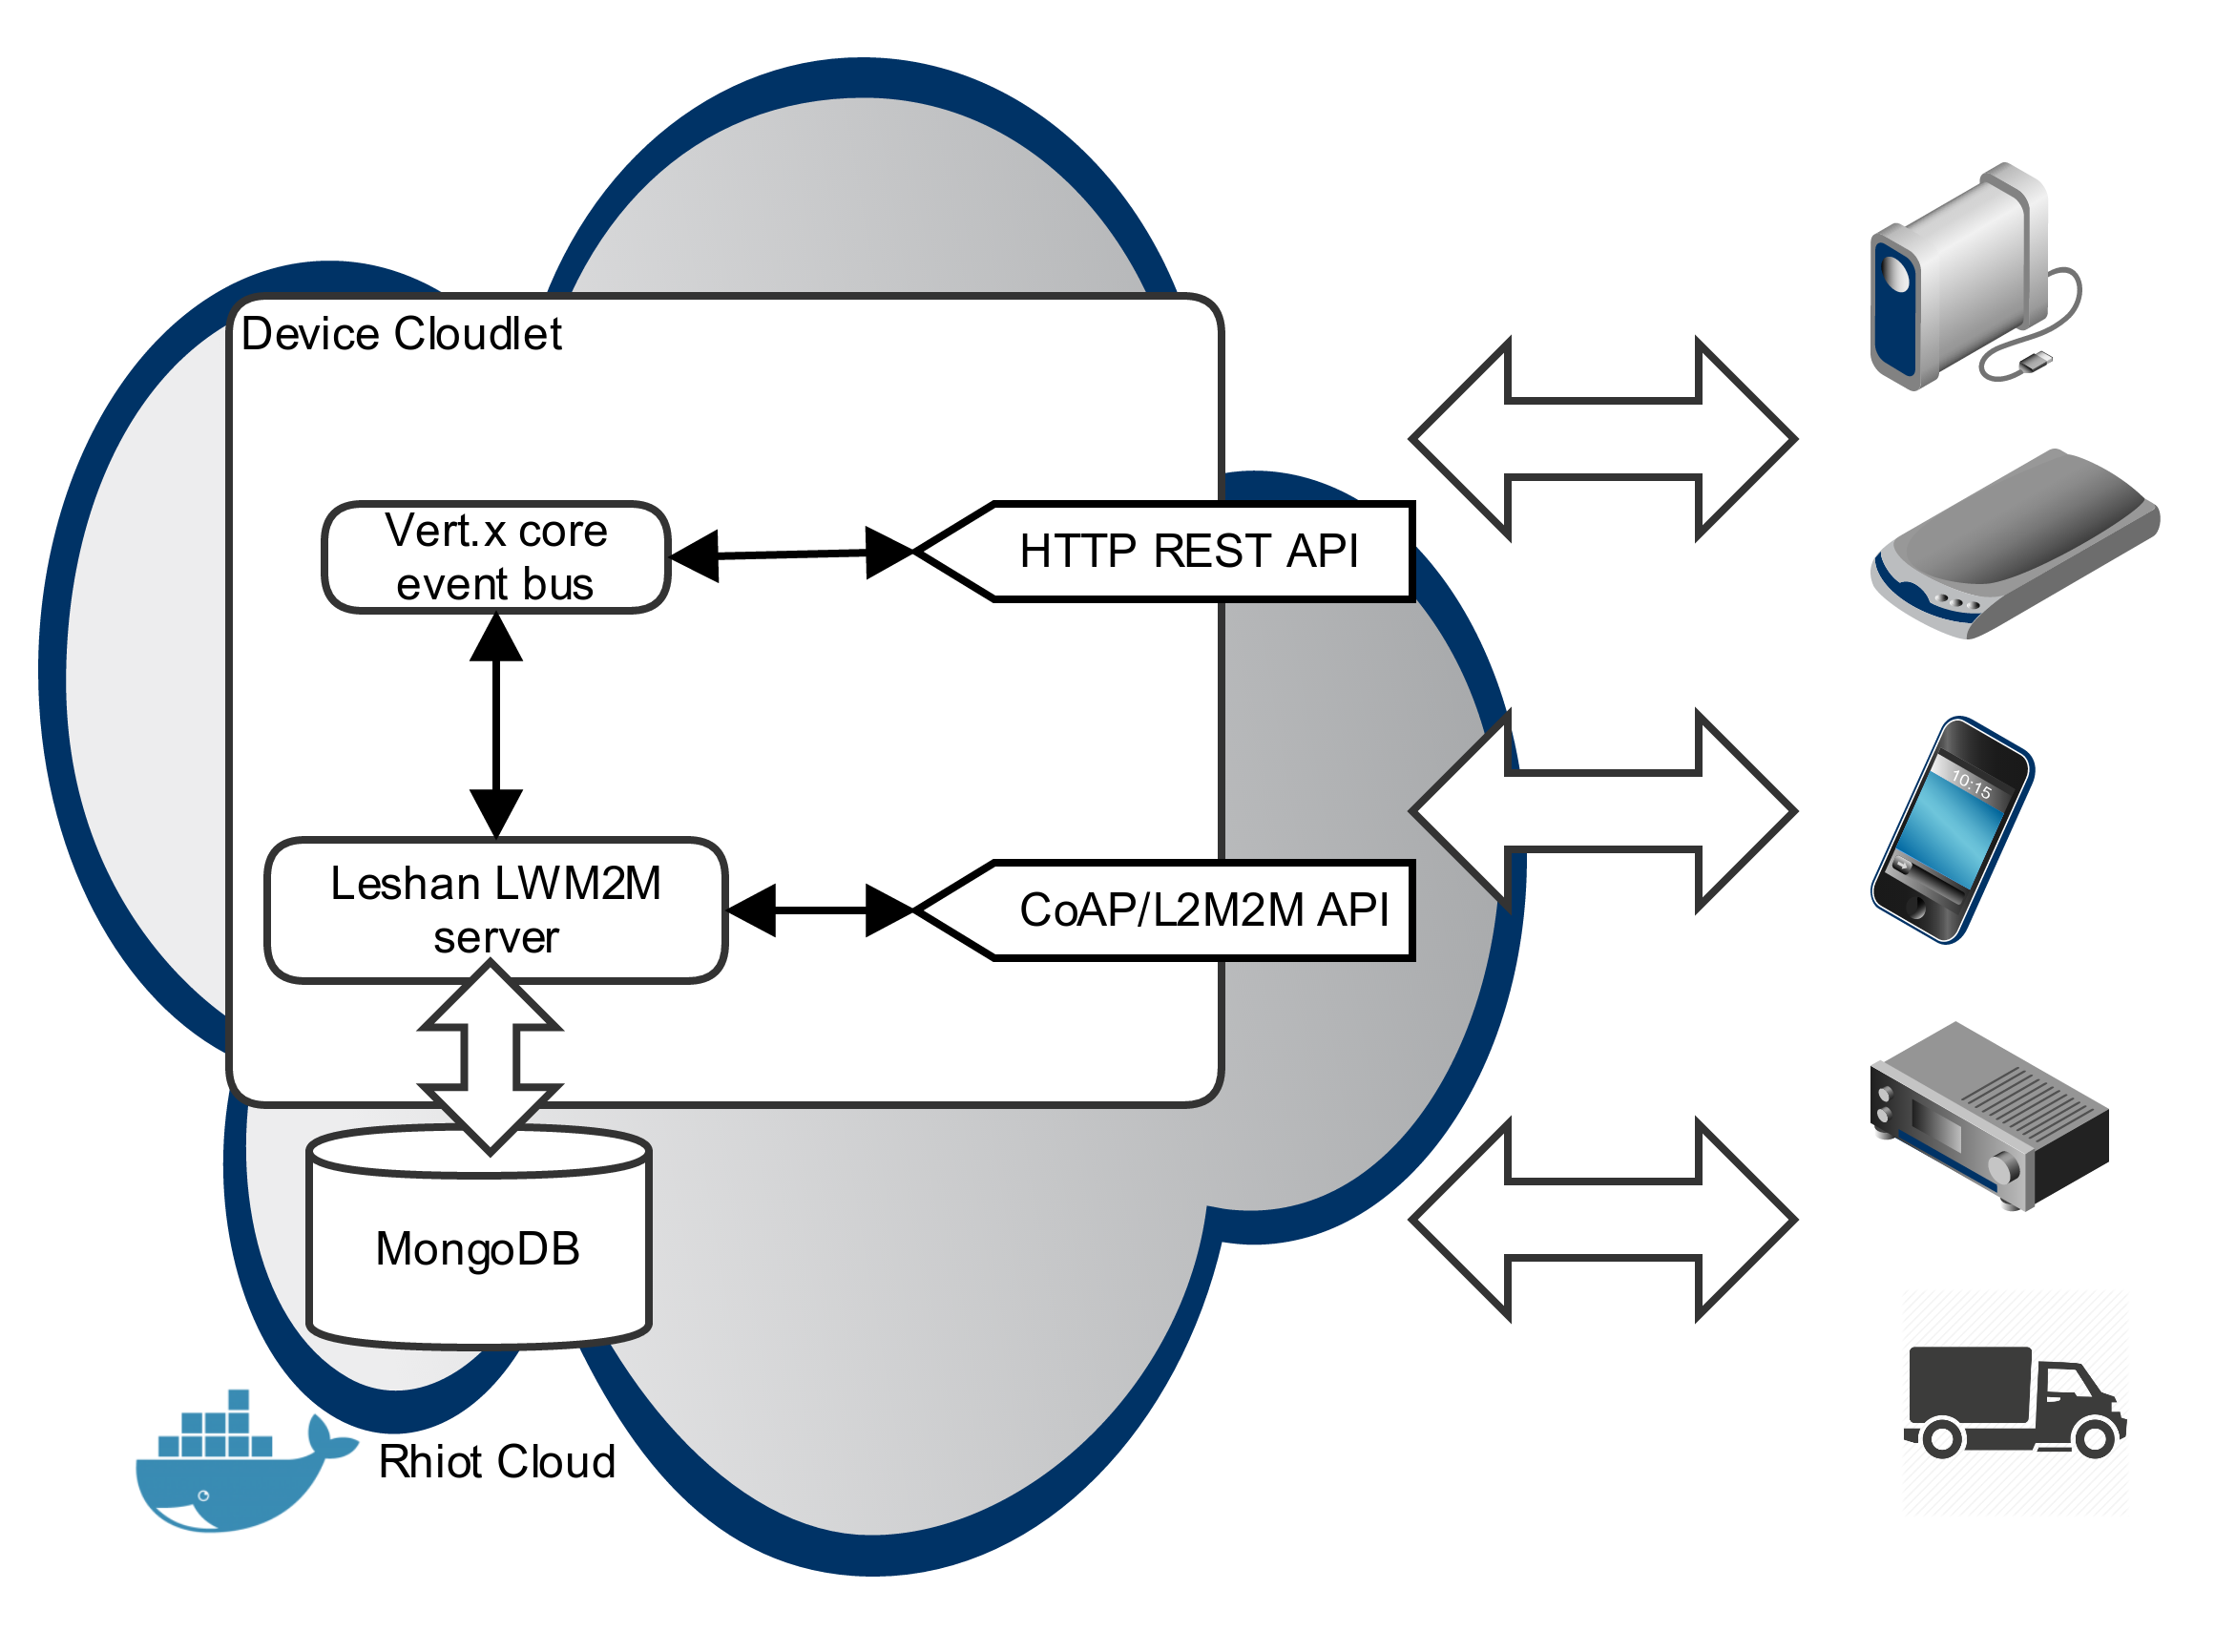 Device Cloudlet
Vert.x core
event bus
HTTP REST API
10:15
Leshan LWM2M
server
CoAP/L2M2M API
MongoDB
Rhiot Cloud